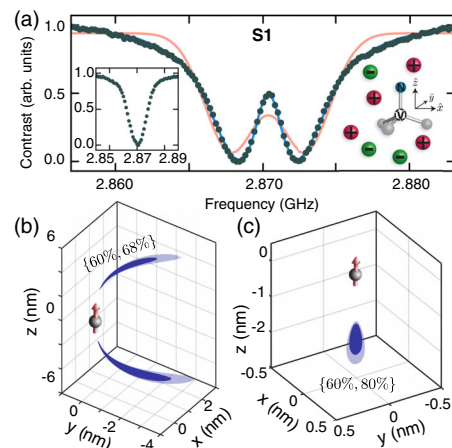 (a)
S1
Contrast (arb. units)
1.0
0.5
0.0
1.0
0.5
0.0
2.85 2.87 2.89
N
V
ẑ
ŷ
x̂
2.860 2.870 2.880
Frequency (GHz)
(b)
{60%, 68%}
z (nm)
6
3
0
-3
-6
y (nm)
0
-2
-4
x (nm)
0
2
(c)
z (nm)
0
-1
-2
-0.5
{60%, 80%}
x (nm)
0
0.5
y (nm)
0.5
0
-0.5